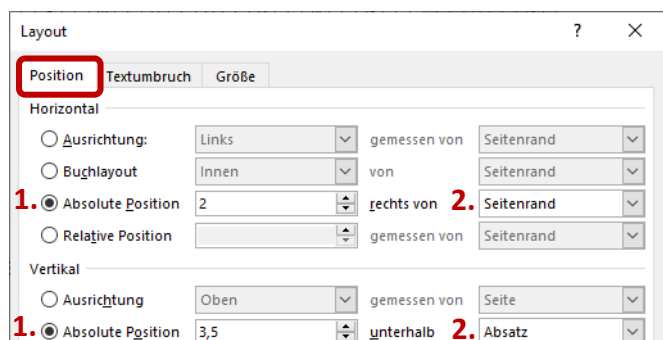 Layout ? ×
Position Textumbruch Größe
Horizontal
Ausrichtung: Links gemessen von Seitenrand
Buchlayout Innen von Seitenrand
1. Absolute Position 2 rechts von 2. Seitenrand
Relative Position gemessen von Seitenrand
Vertikal
Ausrichtung Oben gemessen von Seite
1. Absolute Position 3,5 unterhalb 2. Absatz